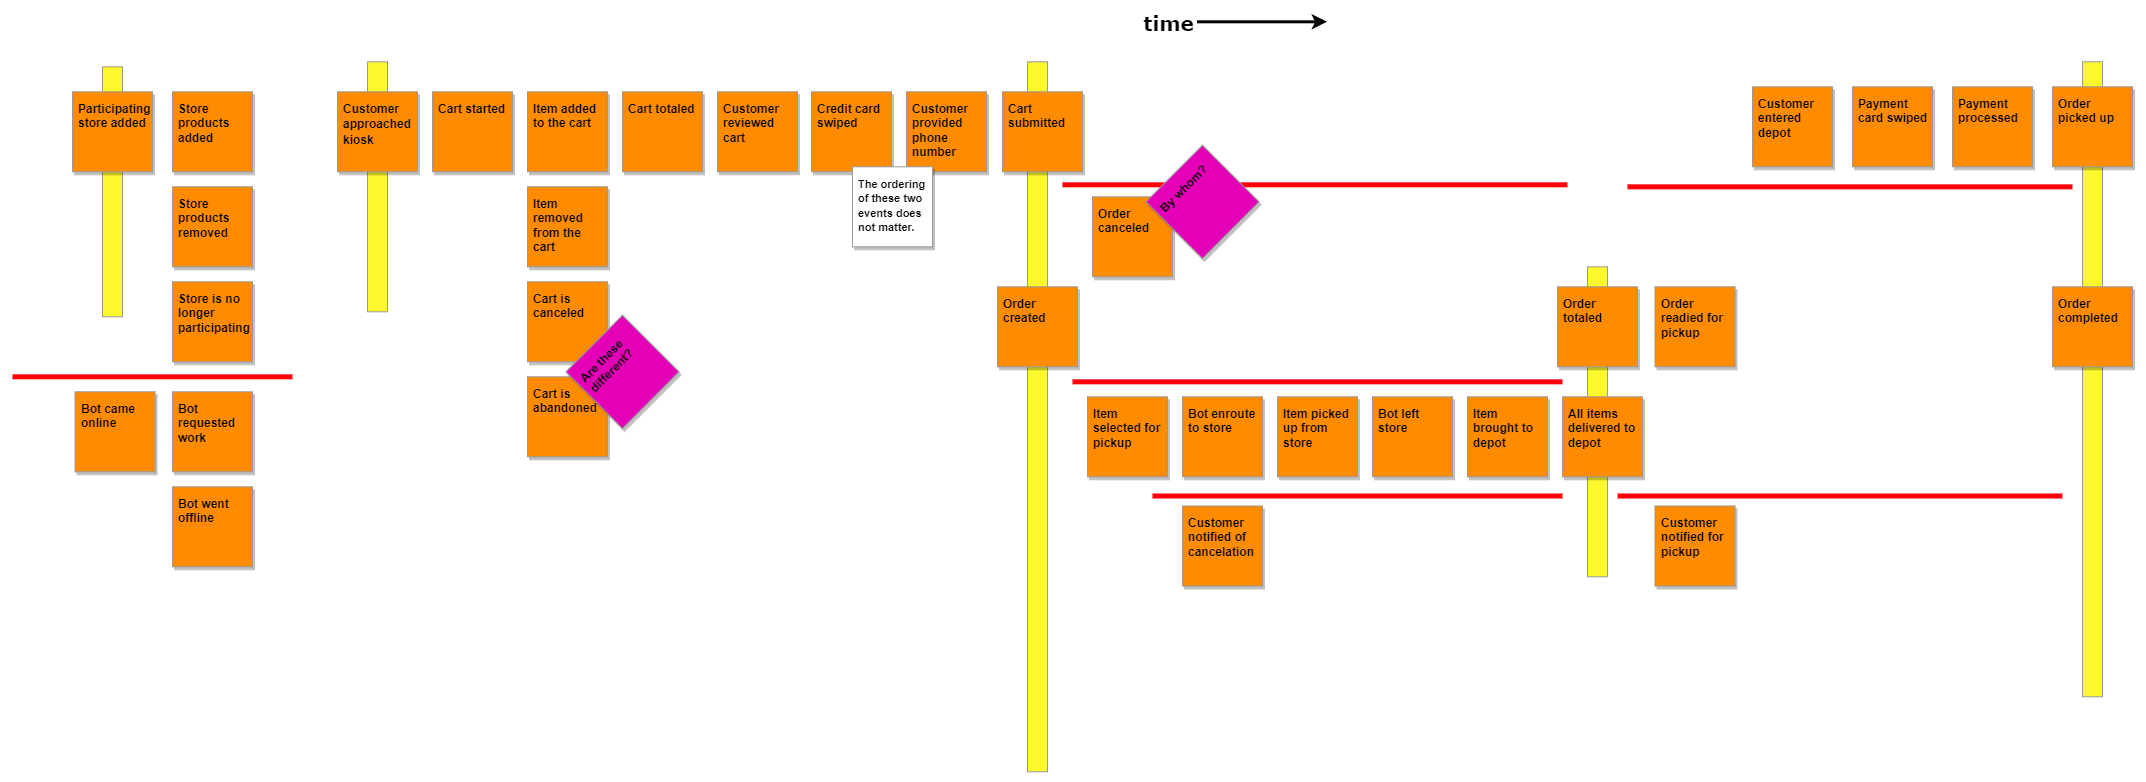 time
Participating
store added
Store
products
added
Store
products
removed
Store is no
longer
participating
Bot came
online
Bot
requested
work
Bot went
offline
Customer
approached
kiosk
Cart started
Item added
to the cart
Item
removed
from the
cart
Cart is
canceled
Are these
different?
Cart is
abandoned
Cart totaled
Customer
reviewed
cart
Credit card
swiped
Customer
provided
phone
number
The ordering
of these two
events does
not matter.
Cart
submitted
Order
created
Order
canceled
By whom?
Item
selected for
pickup
Bot enroute
to store
Item picked
up from
store
Bot left
store
Item
brought to
depot
All items
delivered to
depot
Customer
notified of
cancelation
Order
totaled
Order
readied for
pickup
Customer
notified for
pickup
Customer
entered
depot
Payment
card swiped
Payment
processed
Order
picked up
Order
completed